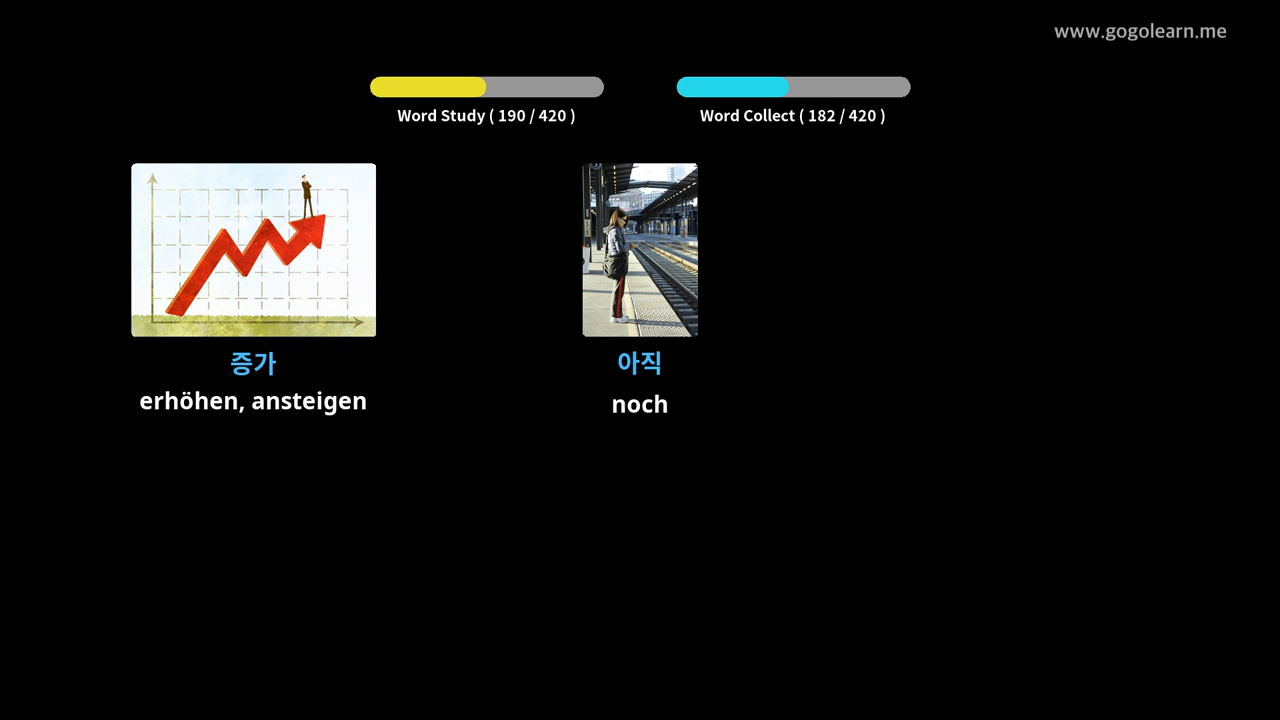 www.gogolearn.me
Word Study ( 190 / 420 )
Word Collect ( 182 / 420 )
증가
erhöhen, ansteigen
아직
noch